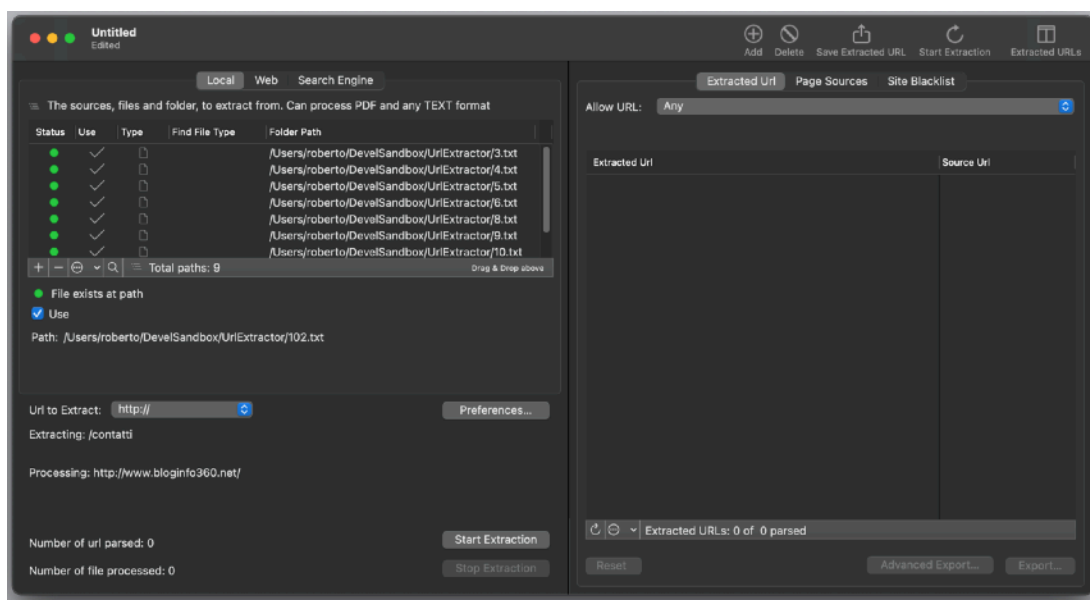 Untitled
Edited
Add Delete Save Extracted URL Start Extraction Extracted URLs
Local Web Search Engine
The sources, files and folder, to extract from. Can process PDF and any TEXT format
Status Use Type Find File Type Folder Path
/Users/roberto/DevelSandbox/UrlExtractor/3.txt
/Users/roberto/DevelSandbox/UrlExtractor/4.txt
/Users/roberto/DevelSandbox/UrlExtractor/5.txt
/Users/roberto/DevelSandbox/UrlExtractor/6.txt
/Users/roberto/DevelSandbox/UrlExtractor/8.txt
/Users/roberto/DevelSandbox/UrlExtractor/9.txt
/Users/roberto/DevelSandbox/UrlExtractor/10.txt
Total paths: 9 Drag & Drop above
File exists at path
Use
Path: /Users/roberto/DevelSandbox/UrlExtractor/102.txt
Url to Extract: http:// Preferences...
Extracting: /contatti
Processing: http://www.bloginfo360.net/
Number of url parsed: 0 Start Extraction
Number of file processed: 0 Stop Extraction
Extracted Url Page Sources Site Blacklist
Allow URL: Any
Extracted Url Source Url
Extracted URLs: 0 of 0 parsed
Reset Advanced Export... Export...